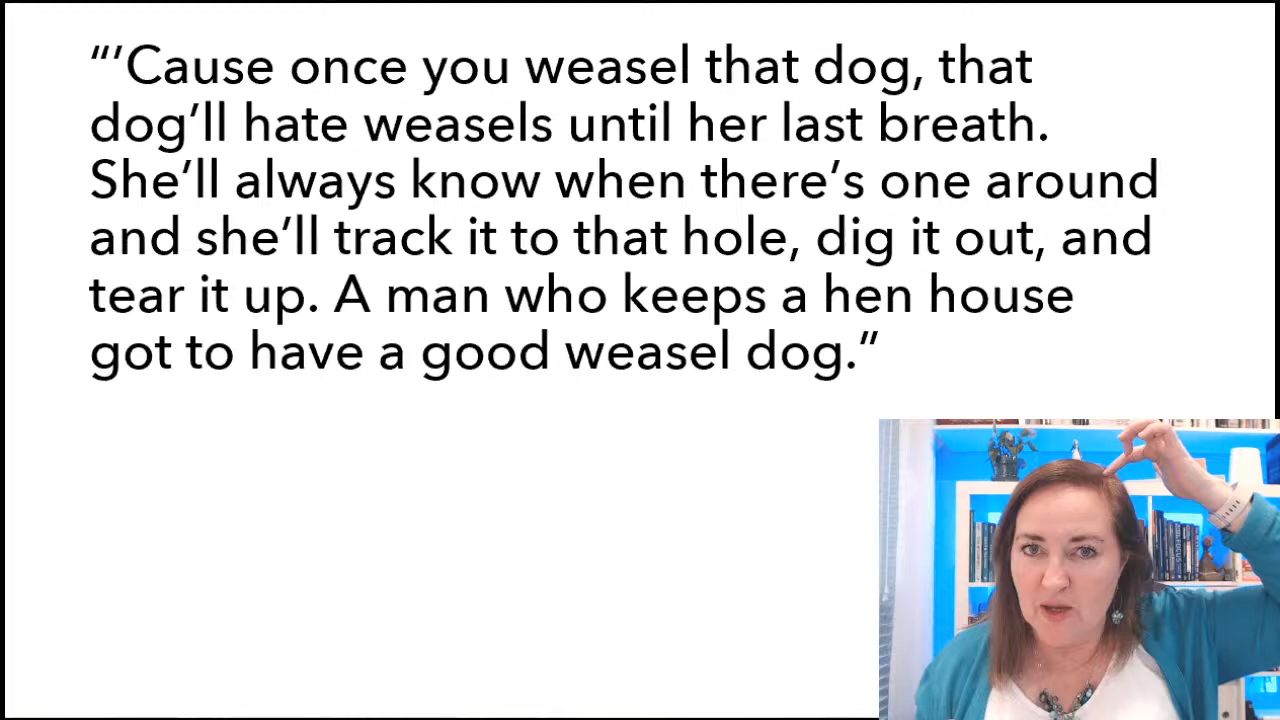 “’Cause once you weasel that dog, that
dog’ll hate weasels until her last breath.
She’ll always know when there’s one around
and she’ll track it to that hole, dig it out, and
tear it up. A man who keeps a hen house
got to have a good weasel dog.”